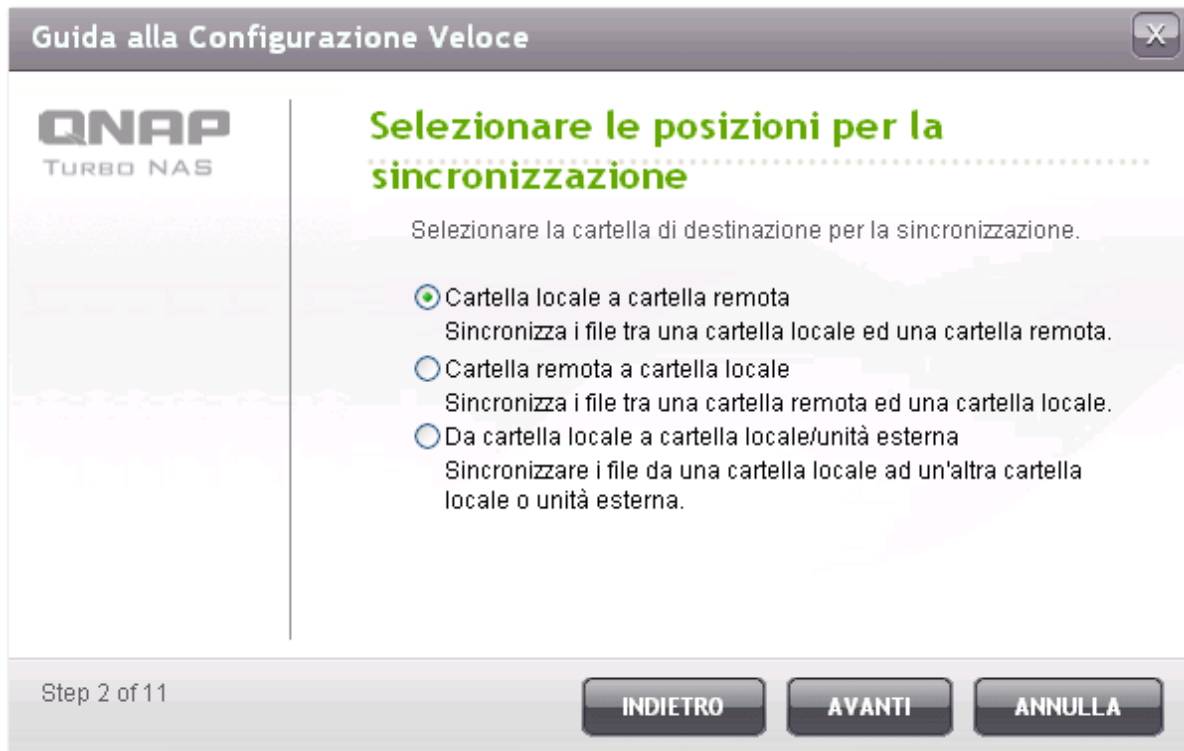 Guida alla Configurazione Veloce
X
QNAP
TURBO NAS
Selezionare le posizioni per la
sincronizzazione
Selezionare la cartella di destinazione per la sincronizzazione.
Cartella locale a cartella remota
Sincronizza i file tra una cartella locale ed una cartella remota.
Cartella remota a cartella locale
Sincronizza i file tra una cartella remota ed una cartella locale.
Da cartella locale a cartella locale/unità esterna
Sincronizzare i file da una cartella locale ad un'altra cartella
locale o unità esterna.
Step 2 of 11
INDIETRO
AVANTI
ANNULLA